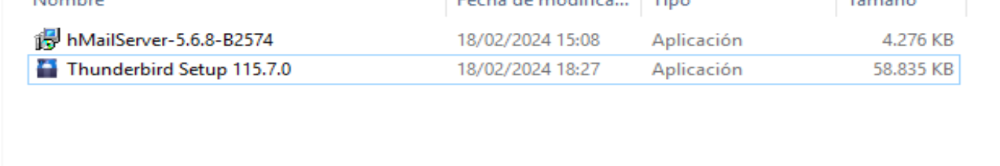 Nombre Fecha de modifica... Tipo Tamaño
hMailServer-5.6.8-B2574 18/02/2024 15:08 Aplicación 4.276 KB
Thunderbird Setup 115.7.0 18/02/2024 18:27 Aplicación 58.835 KB